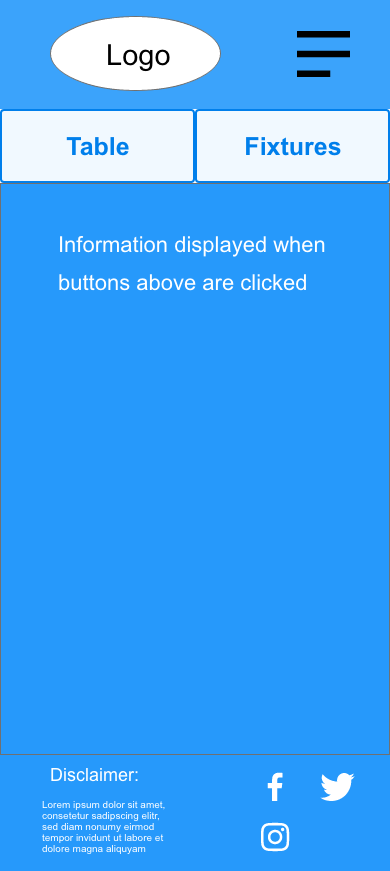 Logo
Table
Fixtures
Information displayed when
buttons above are clicked
Disclaimer:
Lorem ipsum dolor sit amet,
consetetur sadipscing elitr,
sed diam nonumy eirmod
tempor invidunt ut labore et
dolore magna aliquyam